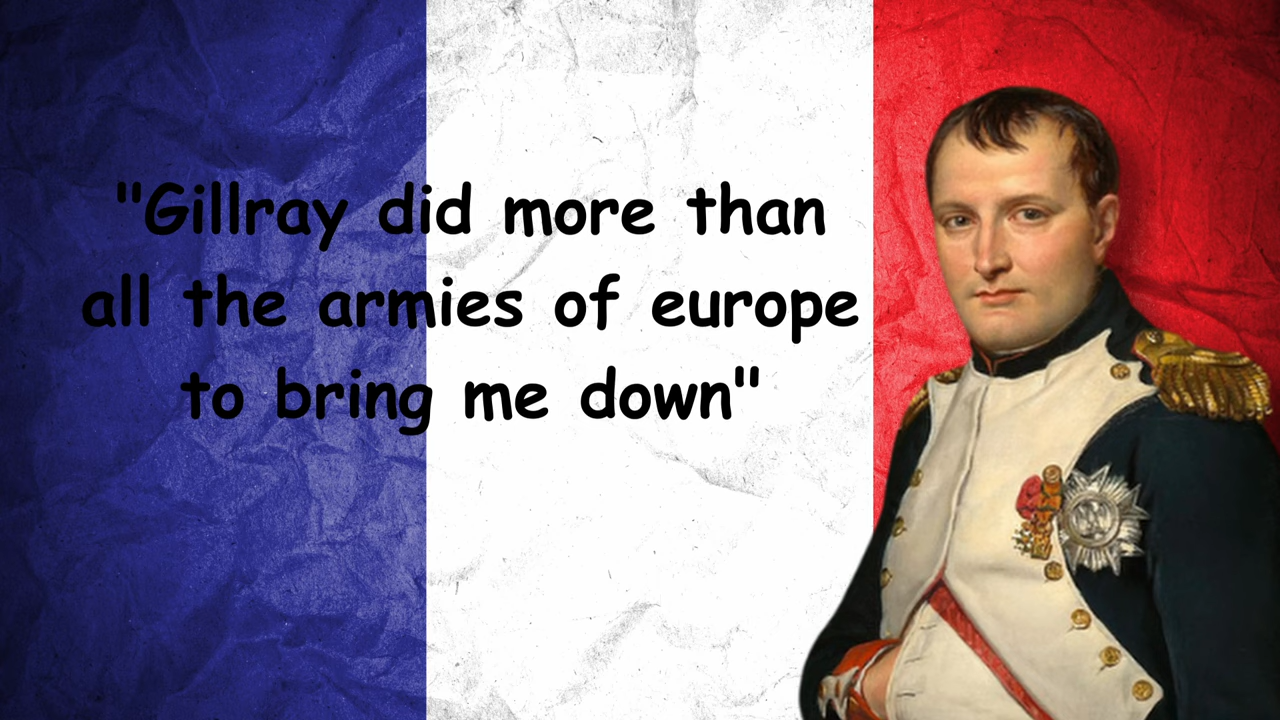 "Gillray did more than
all the armies of europe
to bring me down"